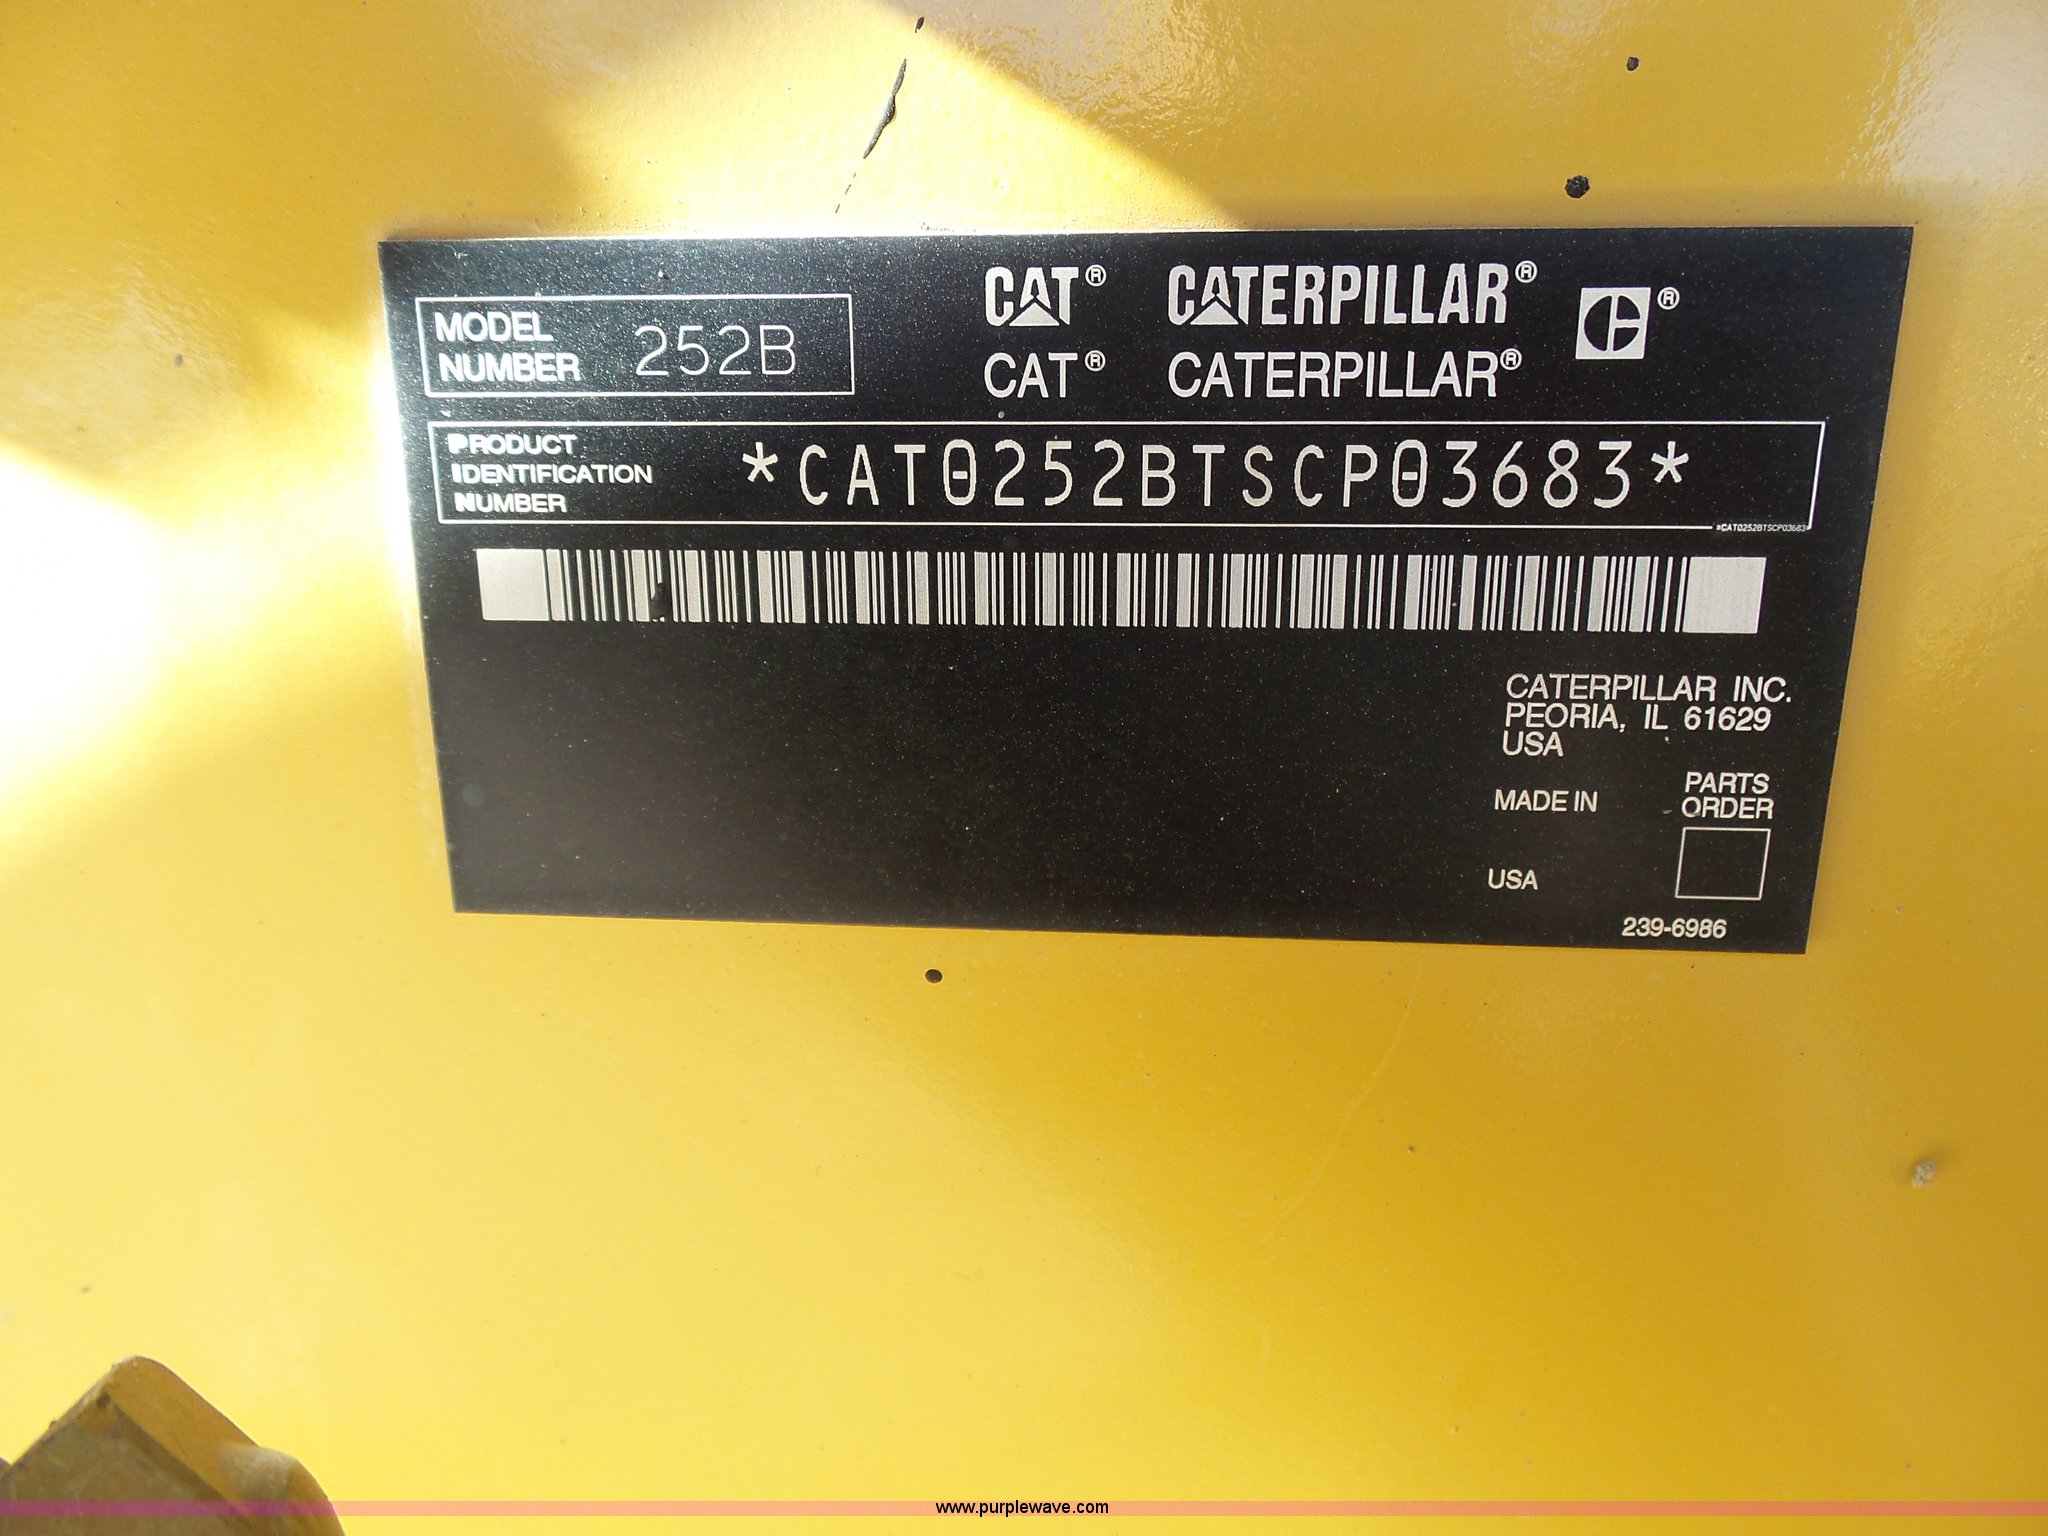 CAT® CATERPILLAR® C®
MODEL NUMBER 252B
CAT® CATERPILLAR®
PRODUCT IDENTIFICATION NUMBER
*CAT0252BTSCP03683*
*CAT0252BTSCP03683*
CATERPILLAR INC.
PEORIA, IL 61629
USA
MADE IN
USA
PARTS
ORDER
239-6986
www.purplewave.com